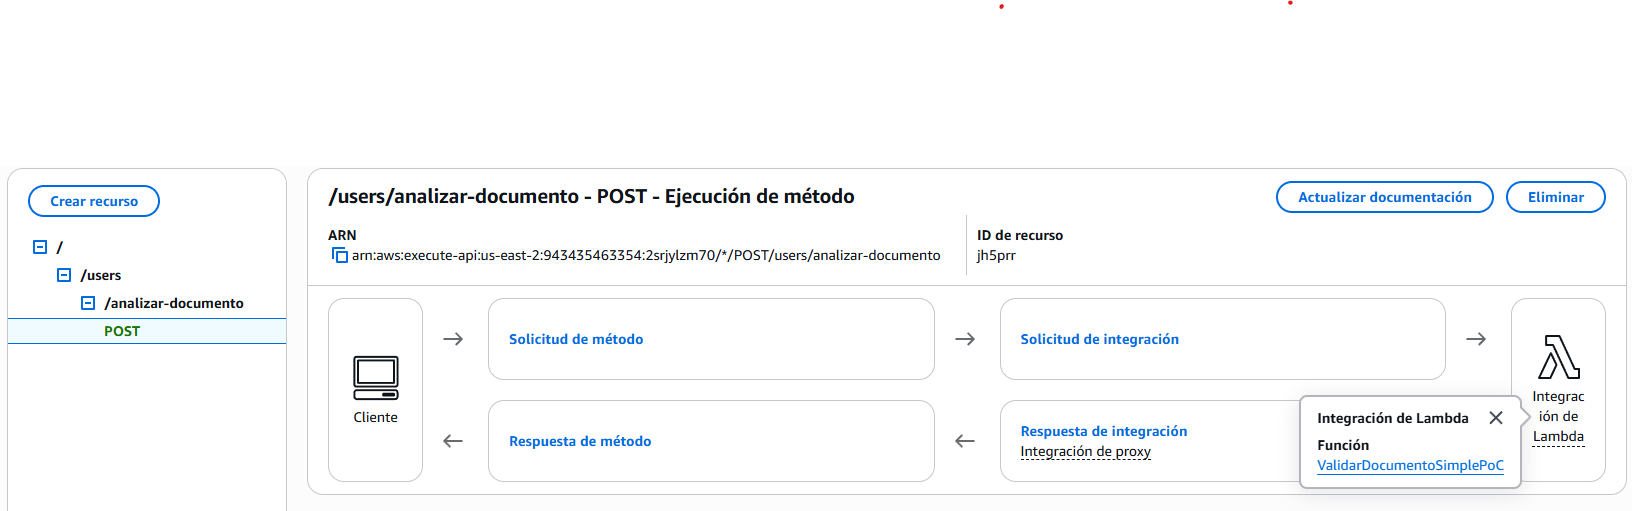 Crear recurso
/
/users
/analizar-documento
POST
/users/analizar-documento - POST - Ejecución de método
Actualizar documentación
Eliminar
ARN
arn:aws:execute-api:us-east-2:943435463354:2srjylzm70/*/POST/users/analizar-documento
ID de recurso
jh5prr
Cliente
Solicitud de método
Solicitud de integración
Integrac
ión de
Lambda
Respuesta de método
Respuesta de integración
Integración de proxy
Integración de Lambda
Función
ValidarDocumentoSimplePoC